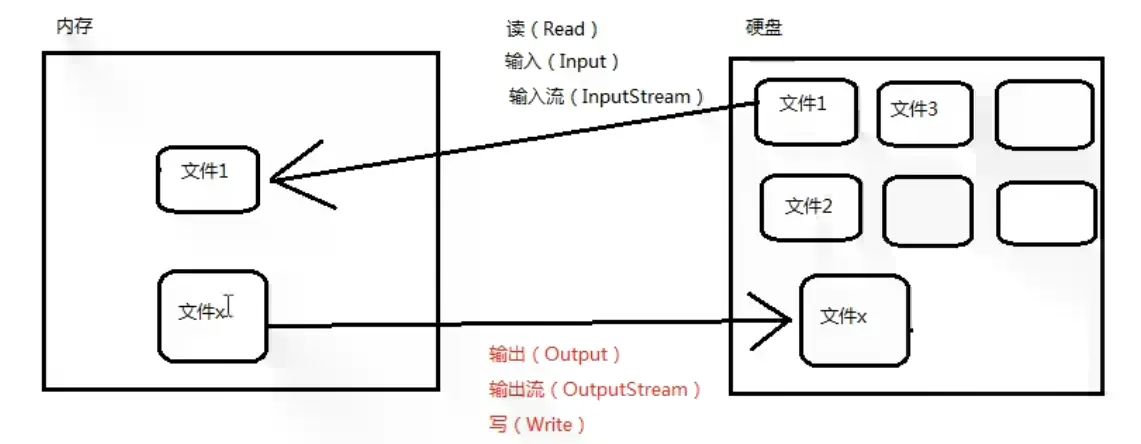 内存
读（Read）
输入（Input）
输入流（InputStream）
硬盘
文件1
文件3
文件1
文件2
文件x
文件x
输出（Output）
输出流（OutputStream）
写（Write）